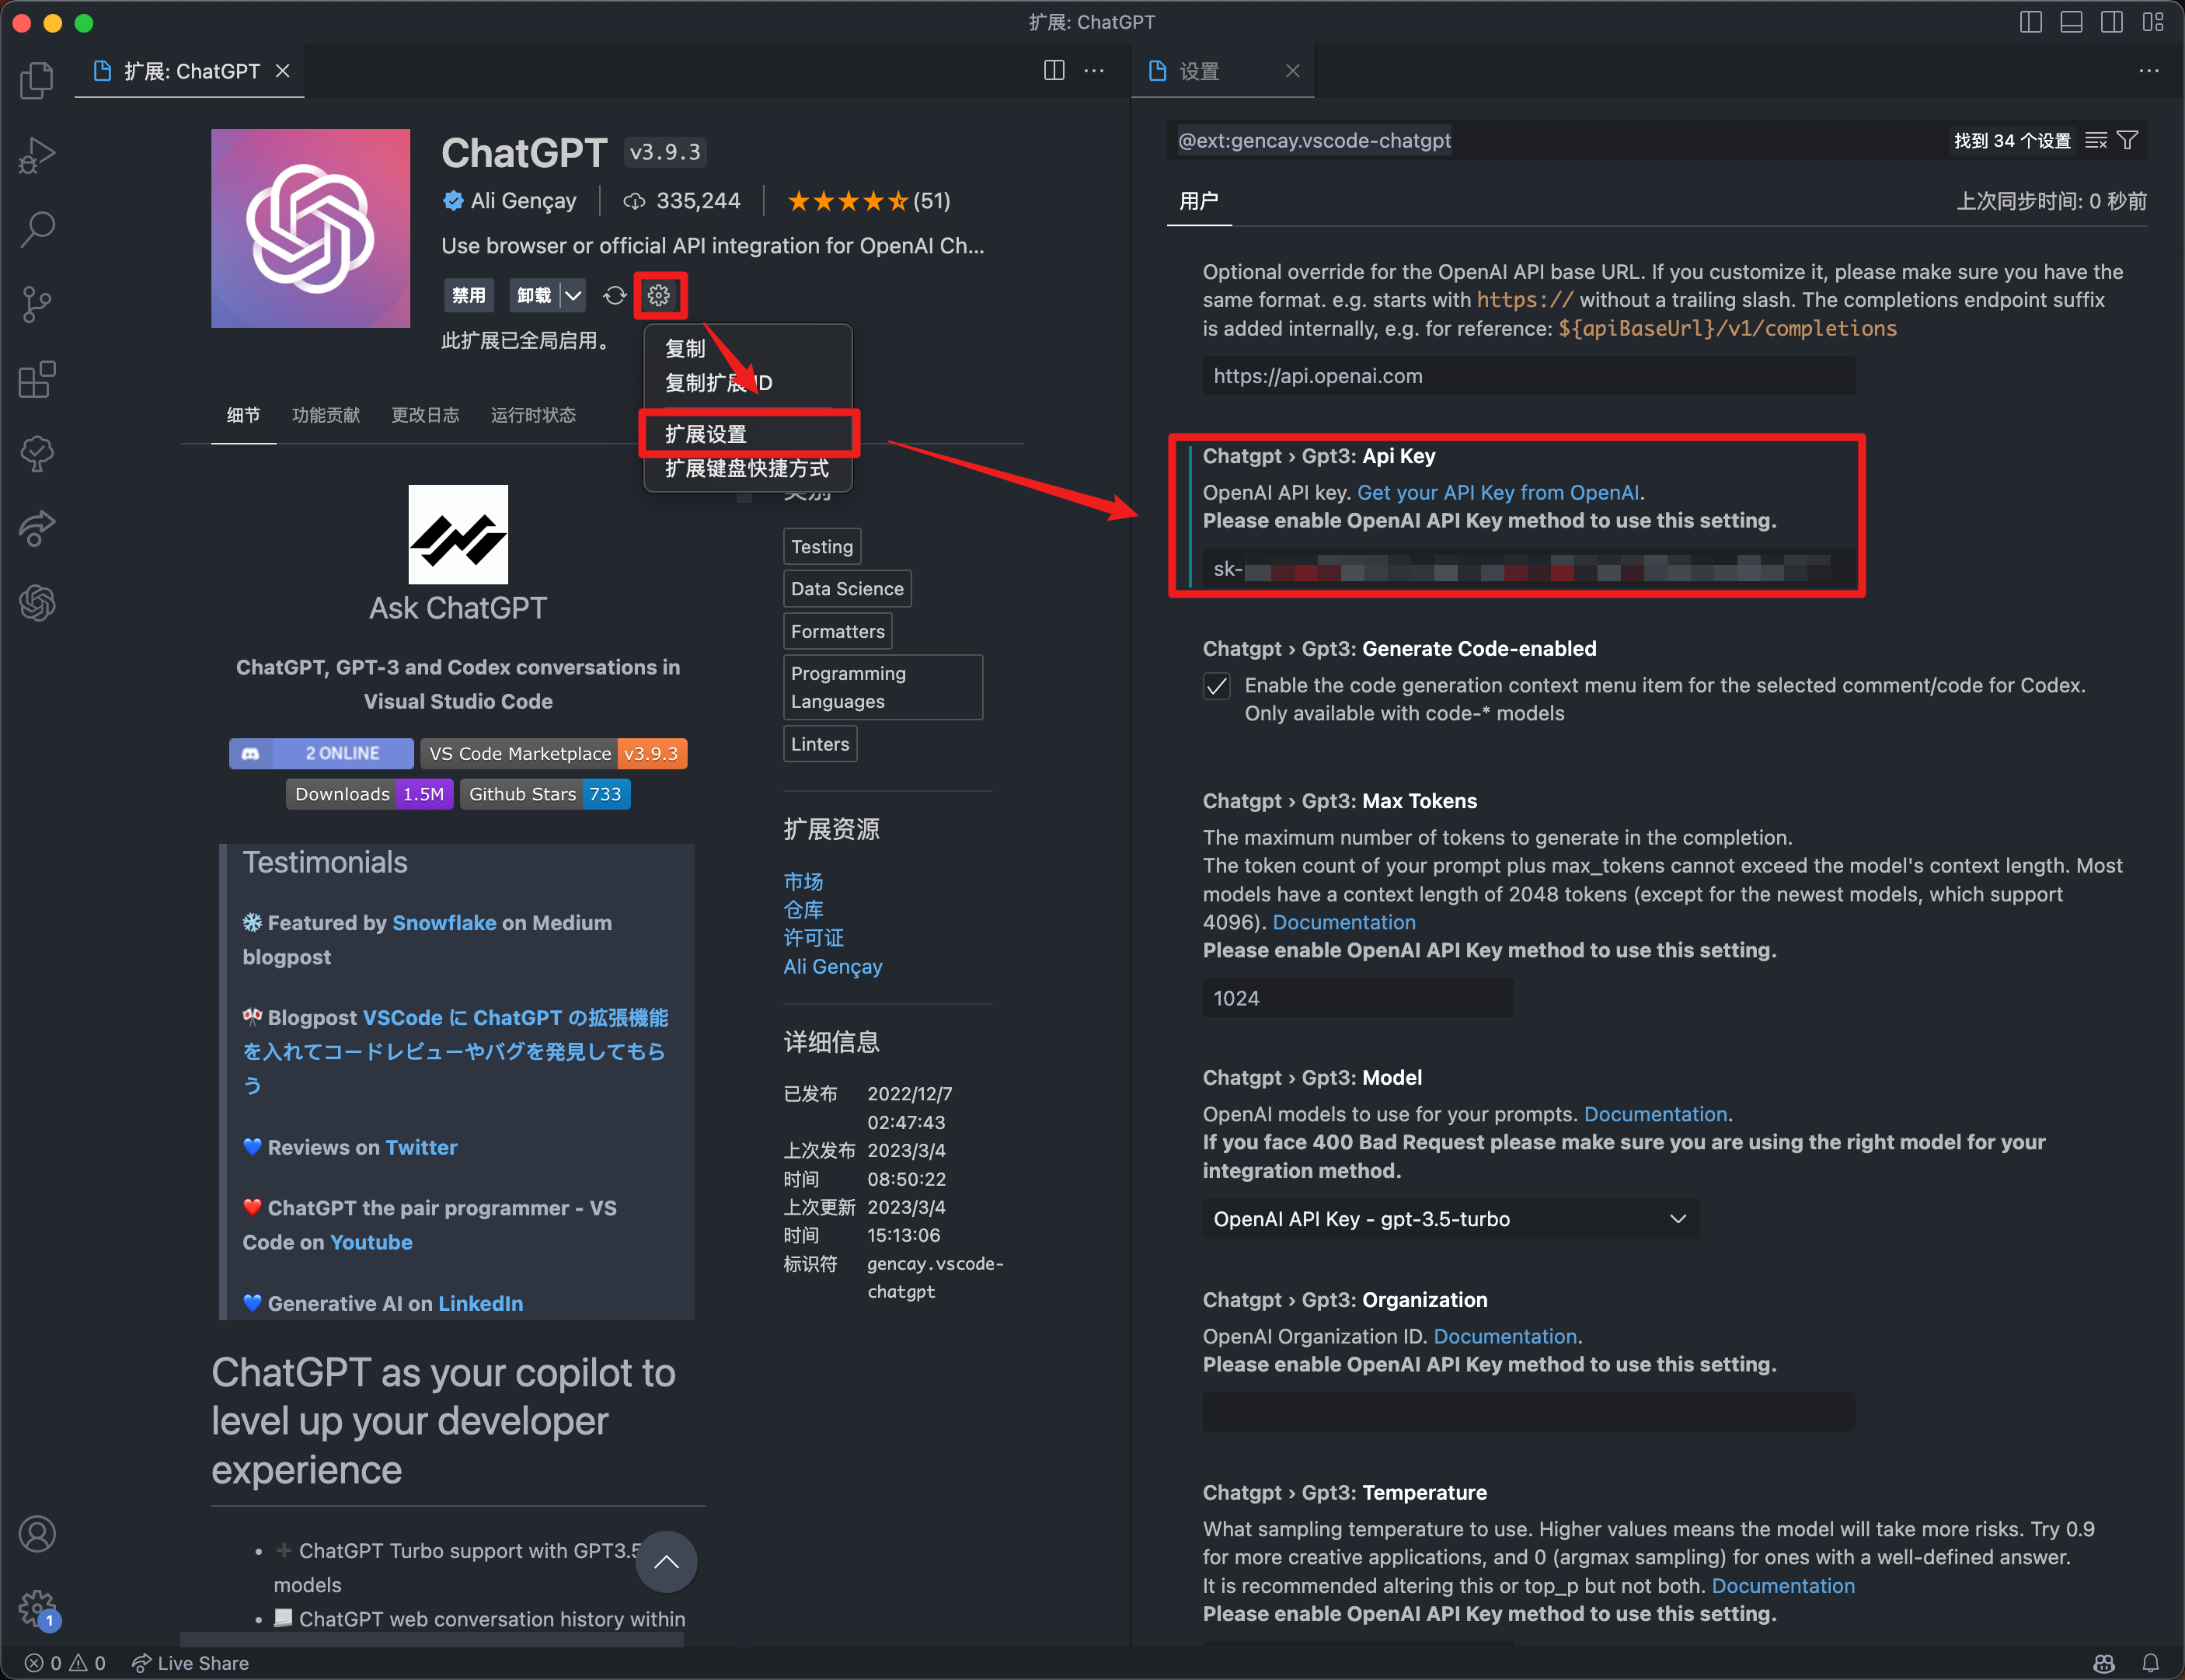 扩展: ChatGPT
扩展: ChatGPT
ChatGPT v3.9.3
Ali Gençay 335,244 (51)
Use browser or official API integration for OpenAI Ch...
禁用 卸载
此扩展已全局启用。
复制
复制扩展 ID
扩展设置
扩展键盘快捷方式
细节 功能贡献 更改日志 运行时状态
Ask ChatGPT
ChatGPT, GPT-3 and Codex conversations in
Visual Studio Code
2 ONLINE VS Code Marketplace v3.9.3
Downloads 1.5M Github Stars 733
Testimonials
Featured by Snowflake on Medium
blogpost
Blogpost VSCode に ChatGPT の拡張機能
を入れてコードレビューやバグを発見してもら
う
Reviews on Twitter
ChatGPT the pair programmer - VS
Code on Youtube
Generative AI on LinkedIn
ChatGPT as your copilot to
level up your developer
experience
ChatGPT Turbo support with GPT3.5
models
ChatGPT web conversation history within
类别
Testing
Data Science
Formatters
Programming
Languages
Linters
扩展资源
市场
仓库
许可证
Ali Gençay
详细信息
已发布 2022/12/7
02:47:43
上次发布 2023/3/4
时间 08:50:22
上次更新 2023/3/4
时间 15:13:06
标识符 gencay.vscode-
chatgpt
设置
@ext:gencay.vscode-chatgpt 找到 34 个设置
用户 上次同步时间: 0 秒前
Optional override for the OpenAI API base URL. If you customize it, please make sure you have the
same format. e.g. starts with https:// without a trailing slash. The completions endpoint suffix
is added internally, e.g. for reference: ${apiBaseUrl}/v1/completions
https://api.openai.com
Chatgpt › Gpt3: Api Key
OpenAI API key. Get your API Key from OpenAI.
Please enable OpenAI API Key method to use this setting.
sk-
Chatgpt › Gpt3: Generate Code-enabled
Enable the code generation context menu item for the selected comment/code for Codex.
Only available with code-* models
Chatgpt › Gpt3: Max Tokens
The maximum number of tokens to generate in the completion.
The token count of your prompt plus max_tokens cannot exceed the model's context length. Most
models have a context length of 2048 tokens (except for the newest models, which support
4096). Documentation
Please enable OpenAI API Key method to use this setting.
1024
Chatgpt › Gpt3: Model
OpenAI models to use for your prompts. Documentation.
If you face 400 Bad Request please make sure you are using the right model for your
integration method.
OpenAI API Key - gpt-3.5-turbo
Chatgpt › Gpt3: Organization
OpenAI Organization ID. Documentation.
Please enable OpenAI API Key method to use this setting.
Chatgpt › Gpt3: Temperature
What sampling temperature to use. Higher values means the model will take more risks. Try 0.9
for more creative applications, and 0 (argmax sampling) for ones with a well-defined answer.
It is recommended altering this or top_p but not both. Documentation
Please enable OpenAI API Key method to use this setting.
1
0 0 Live Share